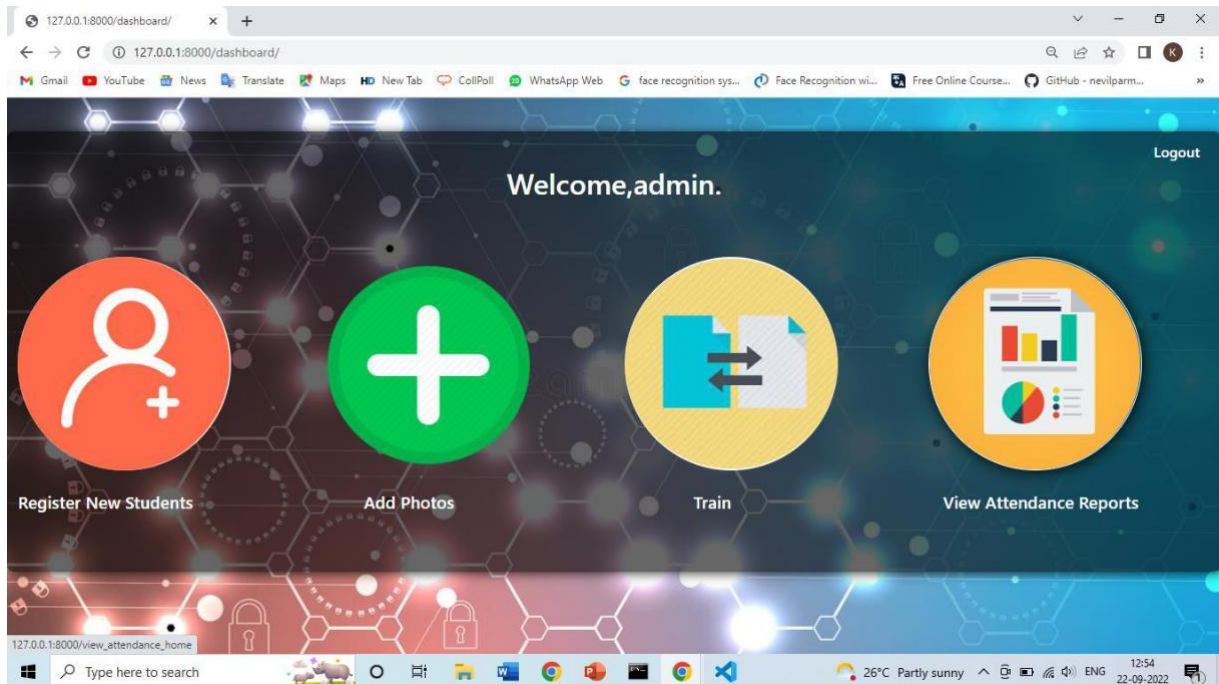 127.0.0.1:8000/dashboard/
127.0.0.1:8000/dashboard/
K
Gmail YouTube News Translate Maps HD New Tab CollPoll WhatsApp Web face recognition sys... Face Recognition wi... Free Online Course... GitHub - nevilparm... »
Logout
Welcome,admin.
Register New Students Add Photos Train View Attendance Reports
127.0.0.1:8000/view_attendance_home
Type here to search 26°C Partly sunny ENG 12:54
22-09-2022